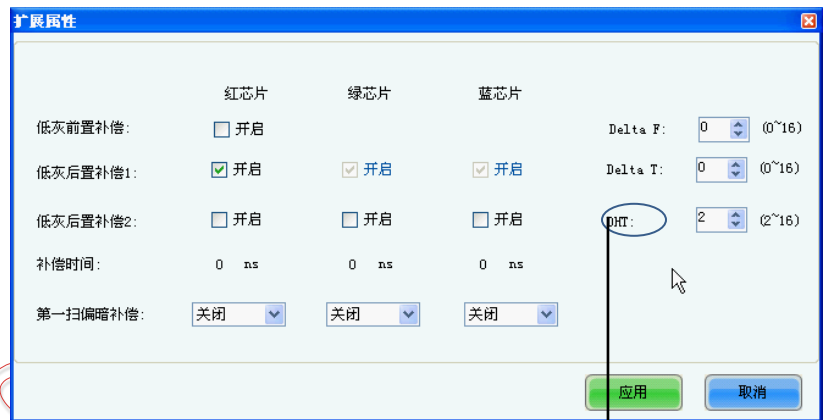 扩展属性
红芯片 绿芯片 蓝芯片
低灰前置补偿: 开启 Delta F: 0 (0~16)
低灰后置补偿1: 开启 开启 开启 Delta T: 0 (0~16)
低灰后置补偿2: 开启 开启 开启 DHT: 2 (2~16)
补偿时间: 0 ns 0 ns 0 ns
第一扫偏暗补偿: 关闭 关闭 关闭
应用 取消